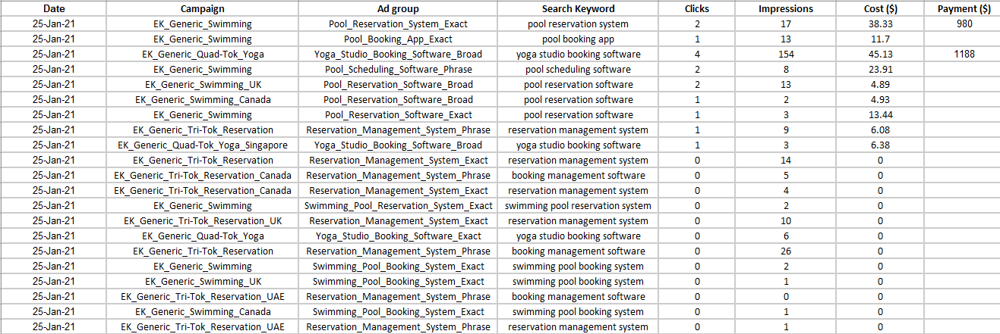 Date Campaign Ad group Search Keyword Clicks Impressions Cost ($) Payment ($)
25-Jan-21 EK_Generic_Swimming Pool_Reservation_System_Exact pool reservation system 2 17 38.33 980
25-Jan-21 EK_Generic_Swimming Pool_Booking_App_Exact pool booking app 1 13 11.7
25-Jan-21 EK_Generic_Quad-Tok_Yoga Yoga_Studio_Booking_Software_Broad yoga studio booking software 4 154 45.13 1188
25-Jan-21 EK_Generic_Swimming Pool_Scheduling_Software_Phrase pool scheduling software 2 8 23.91
25-Jan-21 EK_Generic_Swimming_UK Pool_Reservation_Software_Broad pool reservation software 2 13 4.89
25-Jan-21 EK_Generic_Swimming_Canada Pool_Reservation_Software_Broad pool reservation software 1 2 4.93
25-Jan-21 EK_Generic_Swimming Pool_Reservation_Software_Exact pool reservation software 1 3 13.44
25-Jan-21 EK_Generic_Tri-Tok_Reservation Reservation_Management_System_Phrase reservation management system 1 9 6.08
25-Jan-21 EK_Generic_Quad-Tok_Yoga_Singapore Yoga_Studio_Booking_Software_Broad yoga studio booking software 1 3 6.38
25-Jan-21 EK_Generic_Tri-Tok_Reservation Reservation_Management_System_Exact reservation management system 0 14 0
25-Jan-21 EK_Generic_Tri-Tok_Reservation_Canada Reservation_Management_System_Phrase booking management software 0 5 0
25-Jan-21 EK_Generic_Tri-Tok_Reservation_Canada Reservation_Management_System_Exact reservation management system 0 4 0
25-Jan-21 EK_Generic_Swimming Swimming_Pool_Reservation_System_Exact swimming pool reservation system 0 2 0
25-Jan-21 EK_Generic_Tri-Tok_Reservation_UK Reservation_Management_System_Exact reservation management system 0 10 0
25-Jan-21 EK_Generic_Quad-Tok_Yoga Yoga_Studio_Booking_Software_Exact yoga studio booking software 0 6 0
25-Jan-21 EK_Generic_Tri-Tok_Reservation Reservation_Management_System_Phrase booking management software 0 26 0
25-Jan-21 EK_Generic_Swimming Swimming_Pool_Booking_System_Exact swimming pool booking system 0 2 0
25-Jan-21 EK_Generic_Swimming_UK Swimming_Pool_Booking_System_Exact swimming pool booking system 0 1 0
25-Jan-21 EK_Generic_Tri-Tok_Reservation_UAE Reservation_Management_System_Phrase booking management software 0 0 0
25-Jan-21 EK_Generic_Swimming_Canada Swimming_Pool_Booking_System_Exact swimming pool booking system 0 1 0
25-Jan-21 EK_Generic_Tri-Tok_Reservation_UAE Reservation_Management_System_Phrase reservation management system 0 1 0